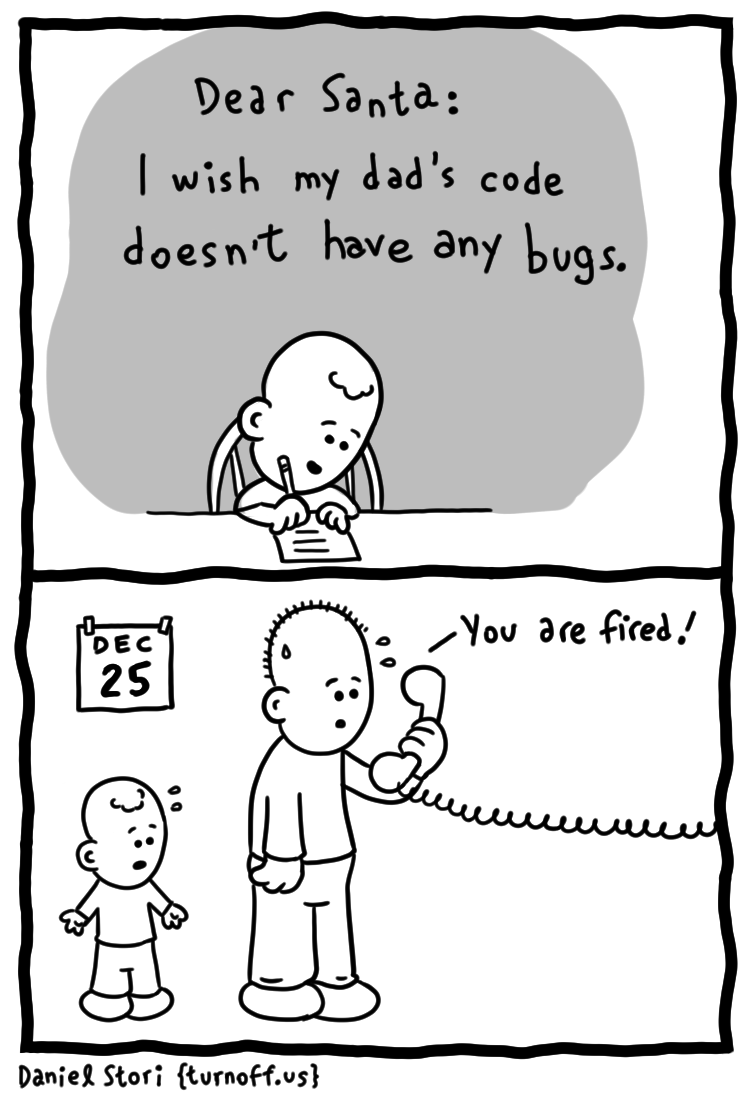 Dear Santa:
I wish my dad's code
doesn't have any bugs.
DEC
25
You are fired!
Daniel Stori {turnoff.us}